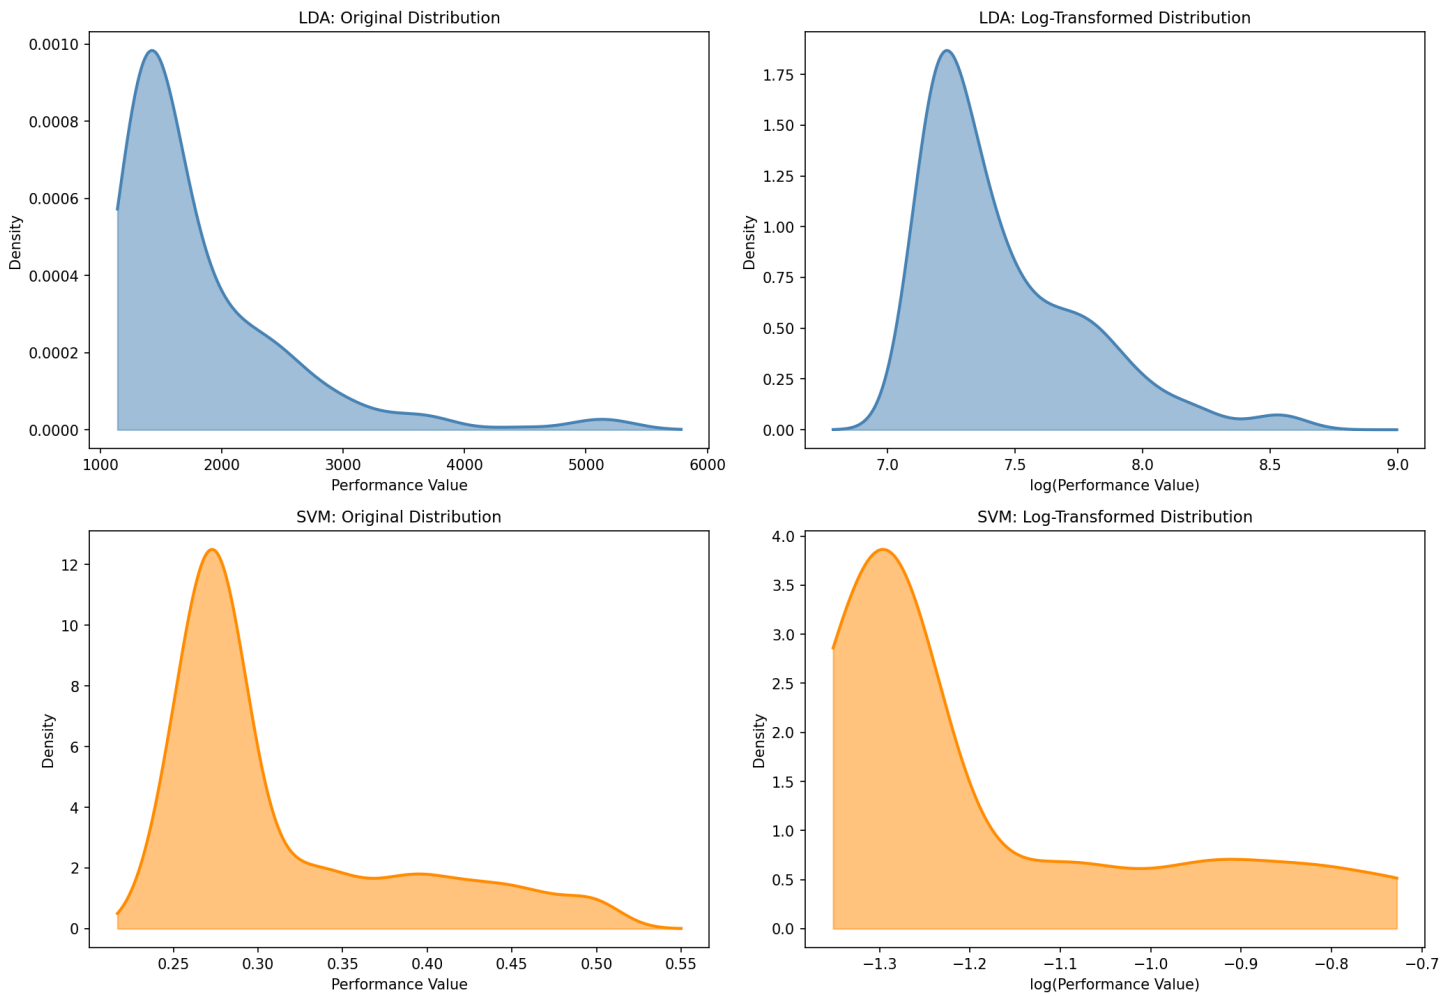 LDA: Original Distribution
0.0010
0.0008
0.0006
0.0004
0.0002
0.0000
Density
1000 2000 3000 4000 5000 6000
Performance Value
LDA: Log-Transformed Distribution
1.75
1.50
1.25
1.00
0.75
0.50
0.25
0.00
Density
7.0 7.5 8.0 8.5 9.0
log(Performance Value)
SVM: Original Distribution
12
10
8
6
4
2
0
Density
0.25 0.30 0.35 0.40 0.45 0.50 0.55
Performance Value
SVM: Log-Transformed Distribution
4.0
3.5
3.0
2.5
2.0
1.5
1.0
0.5
0.0
Density
−1.3 −1.2 −1.1 −1.0 −0.9 −0.8 −0.7
log(Performance Value)